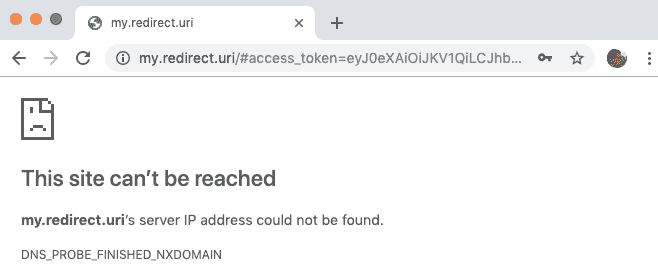 my.redirect.uri
my.redirect.uri/#access_token=eyJ0eXAiOiJKV1QiLCJhb...
This site can’t be reached
my.redirect.uri’s server IP address could not be found.
DNS_PROBE_FINISHED_NXDOMAIN